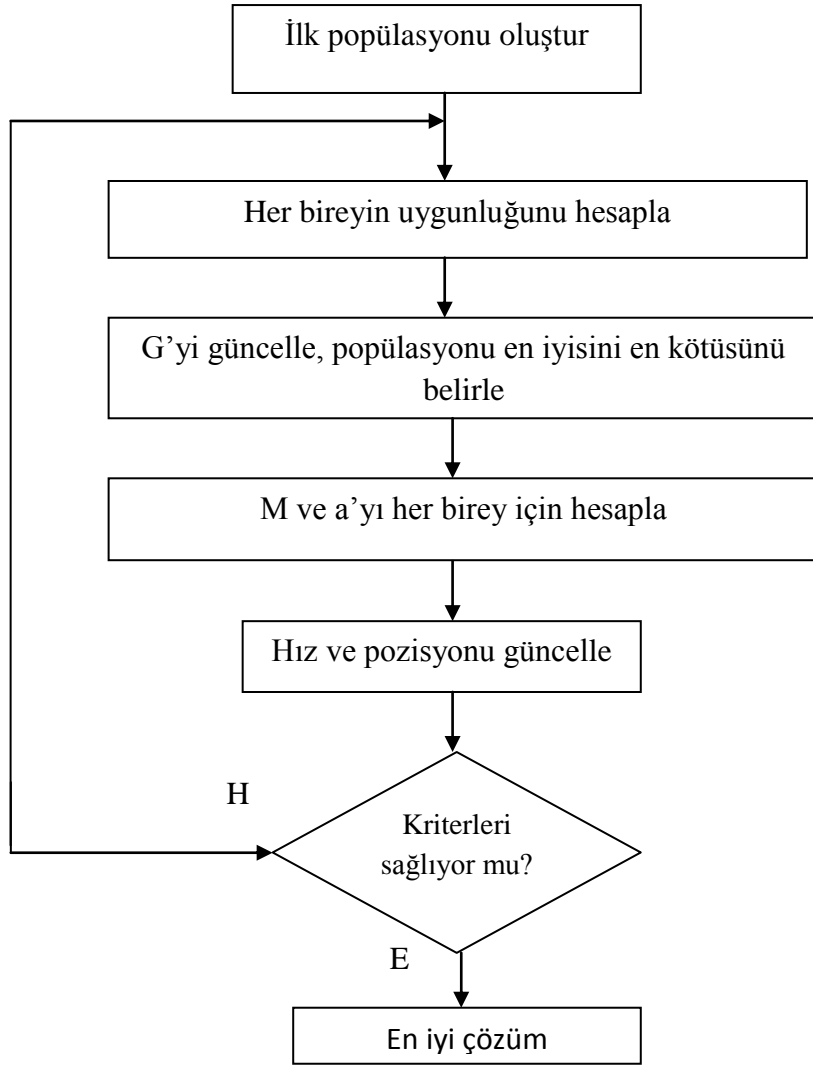 İlk popülasyonu oluştur
Her bireyin uygunluğunu hesapla
G’yi güncelle, popülasyonu en iyisini en kötüsünü
belirle
M ve a’yı her birey için hesapla
Hız ve pozisyonu güncelle
H
Kriterleri
sağlıyor mu?
E
En iyi çözüm